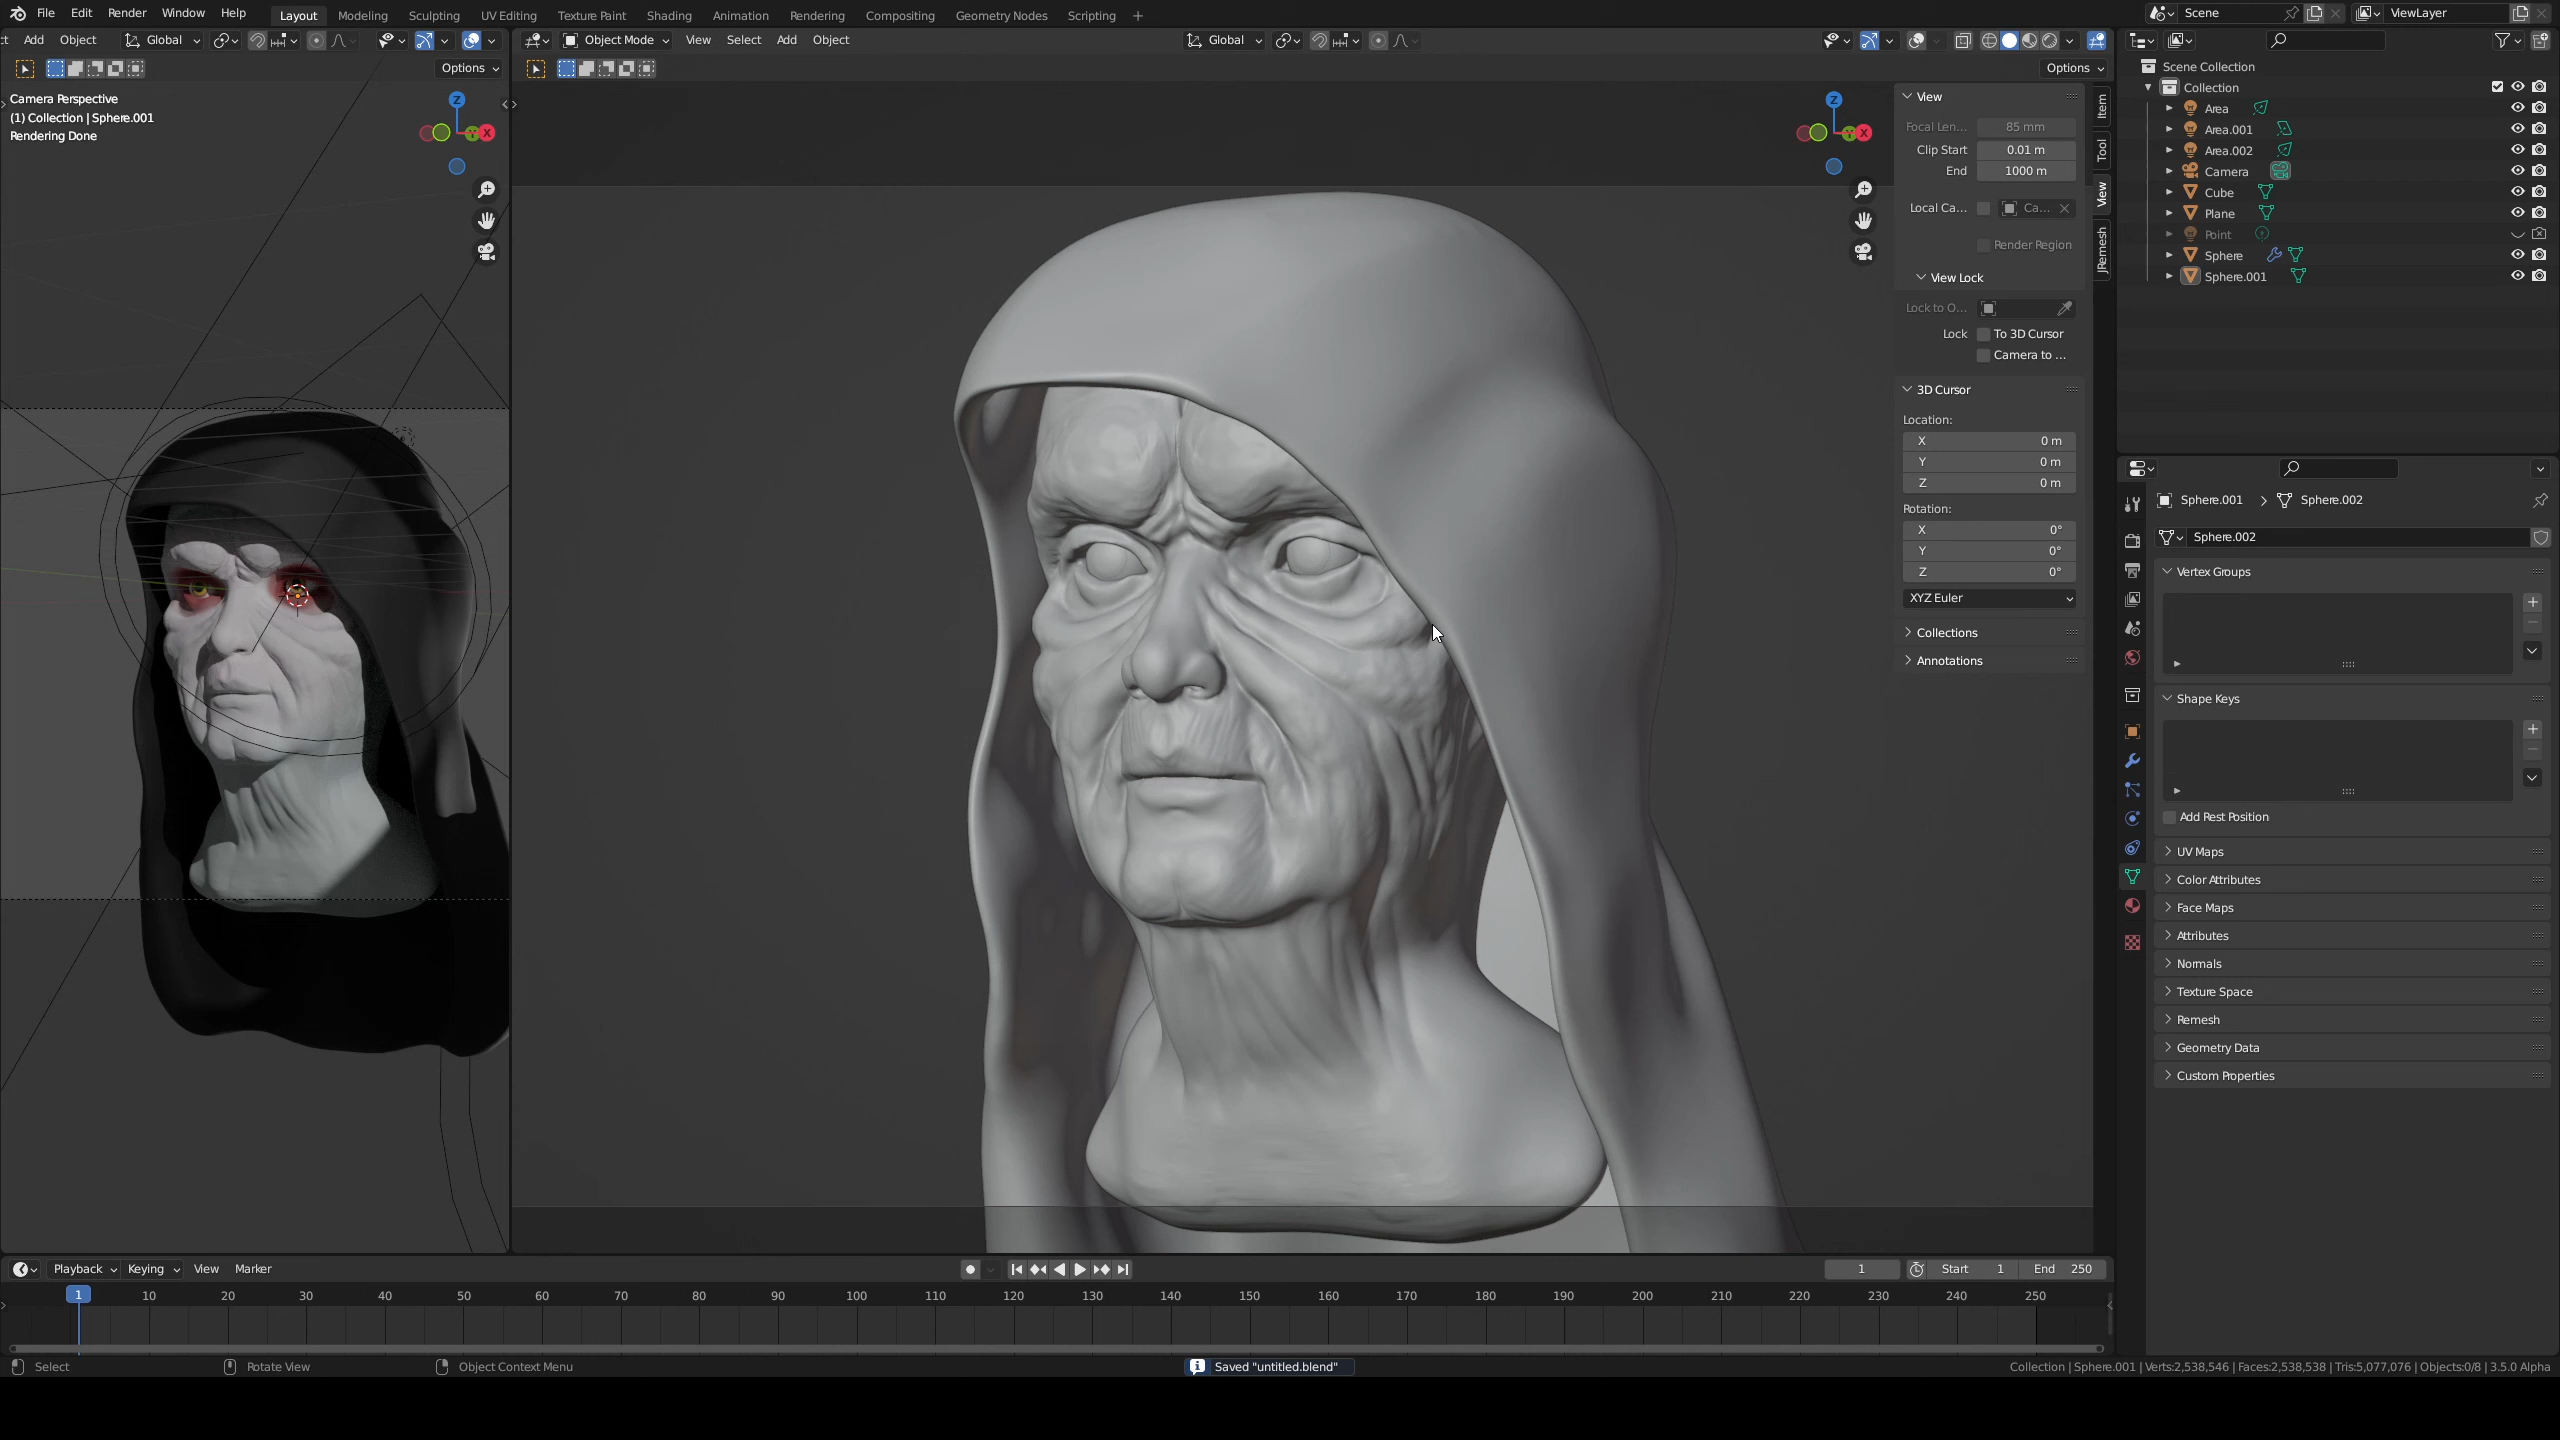 File Edit Render Window Help Layout Modeling Sculpting UV Editing Texture Paint Shading Animation Rendering Compositing Geometry Nodes Scripting + Scene ViewLayer
ct Add Object Global
Object Mode View Select Add Object Global
Options
Options
Camera Perspective
(1) Collection | Sphere.001
Rendering Done
Z
X
Y
Z
X
Y
View
Focal Len... 85 mm
Clip Start 0.01 m
End 1000 m
Local Ca... Ca...
Render Region
View Lock
Lock to O...
Lock To 3D Cursor
Camera to ...
3D Cursor
Location:
X 0 m
Y 0 m
Z 0 m
Rotation:
X 0°
Y 0°
Z 0°
XYZ Euler
Collections
Annotations
Item
Tool
View
JRemesh
Scene Collection
Collection
Area
Area.001
Area.002
Camera
Cube
Plane
Point
Sphere
Sphere.001
Sphere.001 > Sphere.002
Sphere.002
Vertex Groups
Shape Keys
Add Rest Position
UV Maps
Color Attributes
Face Maps
Attributes
Normals
Texture Space
Remesh
Geometry Data
Custom Properties
Playback Keying View Marker 1 Start 1 End 250
1 10 20 30 40 50 60 70 80 90 100 110 120 130 140 150 160 170 180 190 200 210 220 230 240 250
Select Rotate View Object Context Menu Saved "untitled.blend" Collection | Sphere.001 | Verts:2,538,546 | Faces:2,538,538 | Tris:5,077,076 | Objects:0/8 | 3.5.0 Alpha